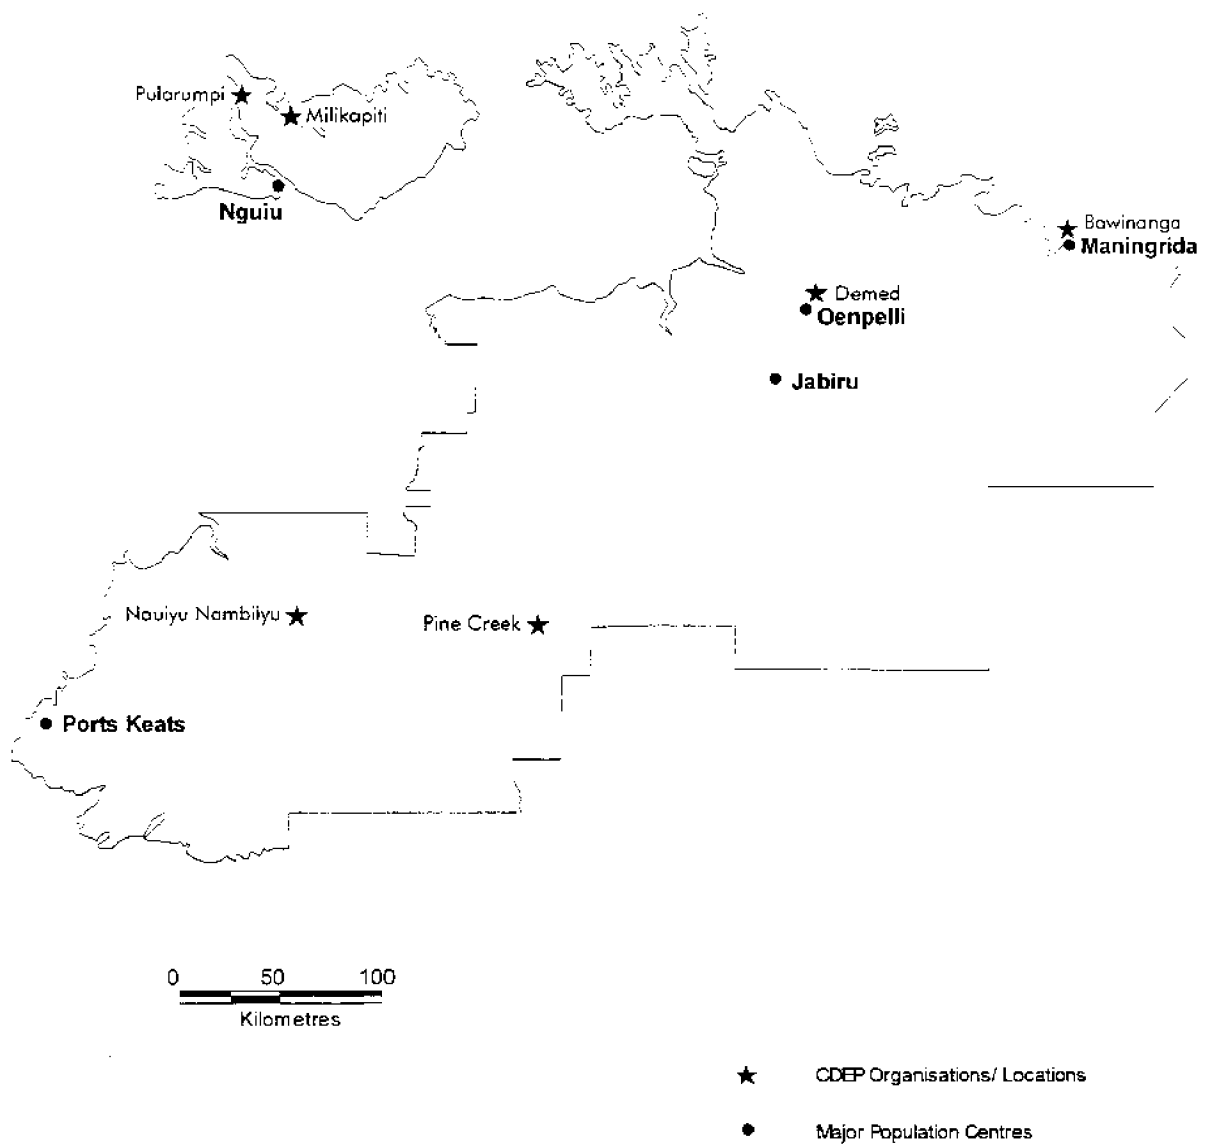 Pularumpi
Milikapiti
Nguiu
Bawinanga
Maningrida
Demed
Oenpelli
Jabiru
Nauiyu Nambilyu
Pine Creek
Ports Keats
0 50 100
Kilometres
CDEP Organisations/ Locations
Major Population Centres